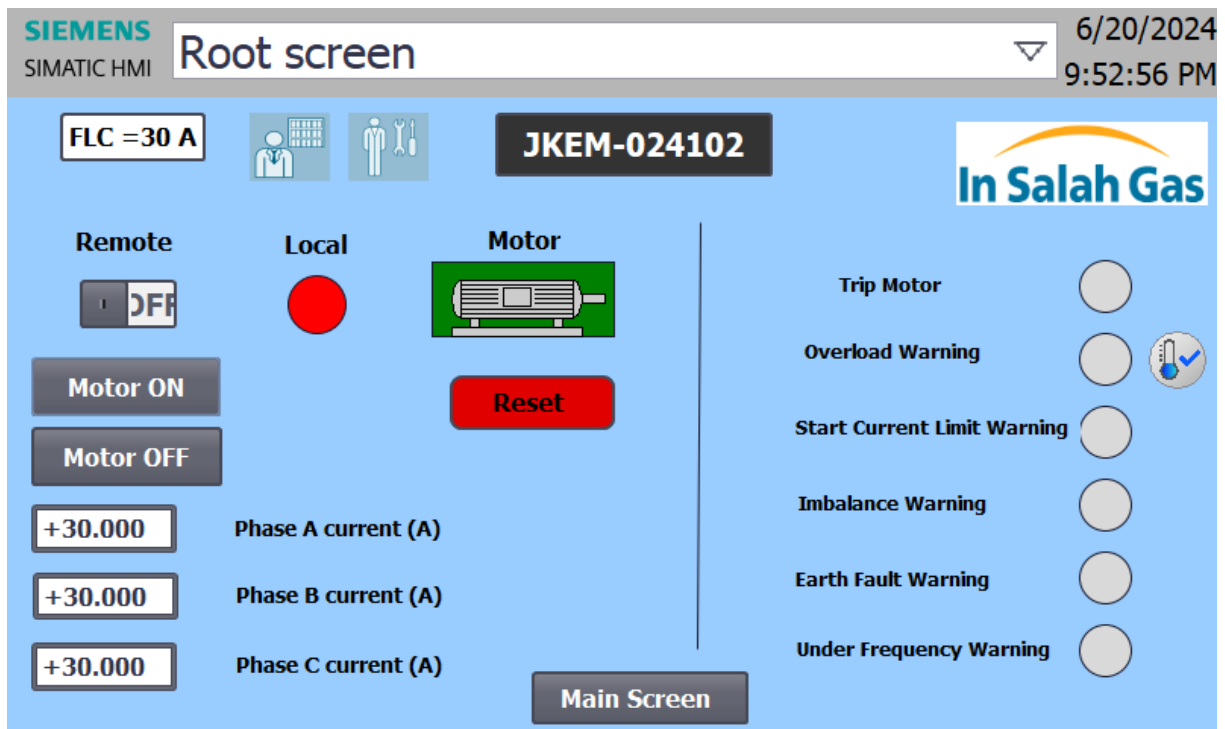 SIEMENS
SIMATIC HMI
Root screen
6/20/2024
9:52:56 PM
FLC =30 A
JKEM-024102
In Salah Gas
Remote
Local
Motor
OFF
Motor ON
Motor OFF
Reset
+30.000 Phase A current (A)
+30.000 Phase B current (A)
+30.000 Phase C current (A)
Main Screen
Trip Motor
Overload Warning
Start Current Limit Warning
Imbalance Warning
Earth Fault Warning
Under Frequency Warning